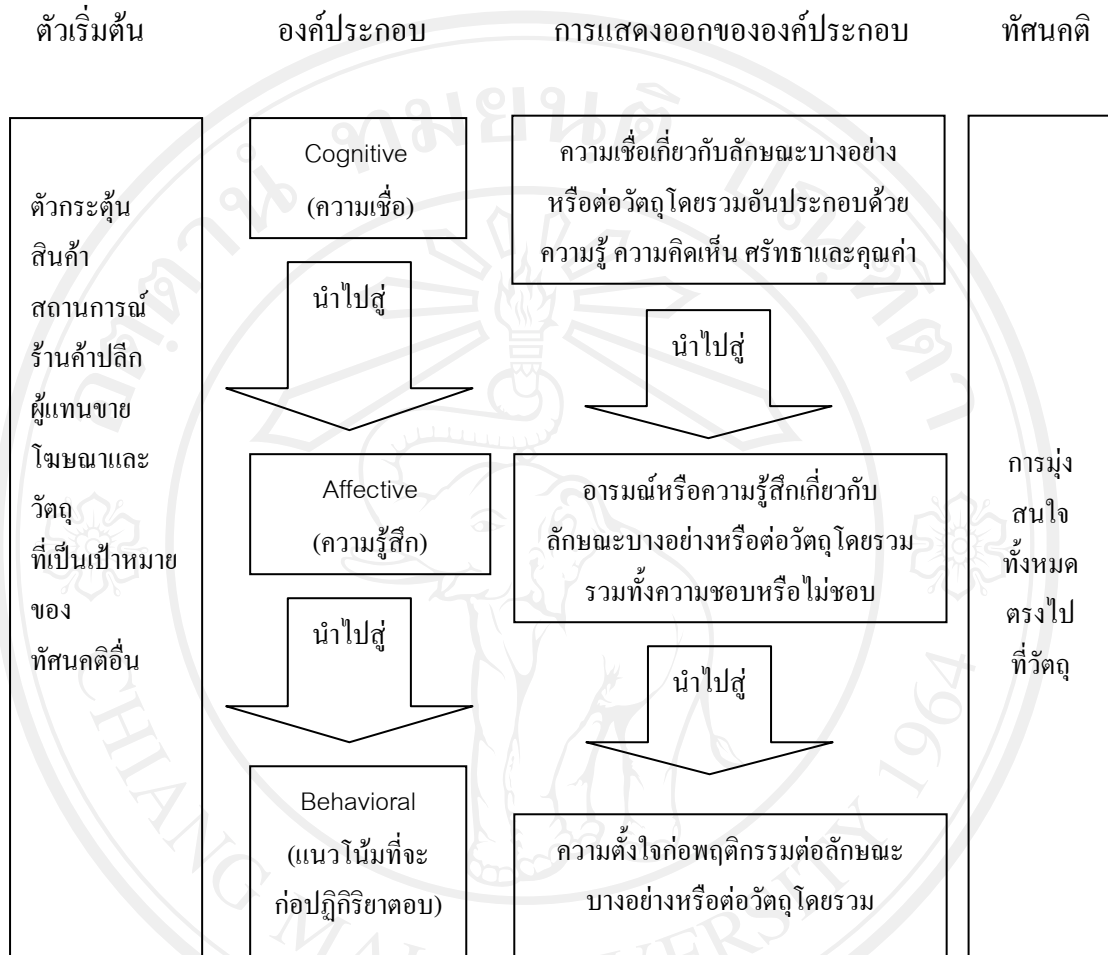 ตัวเริ่มต้น
องค์ประกอบ
การแสดงออกขององค์ประกอบ
ทัศนคติ
ตัวกระตุ้น
สินค้า
สถานการณ์
ร้านค้าปลีก
ผู้แทนขาย
โฆษณาและ
วัตถุ
ที่เป็นเป้าหมาย
ของ
ทัศนคติอื่น
Cognitive
(ความเชื่อ)
นำไปสู่
Affective
(ความรู้สึก)
นำไปสู่
Behavioral
(แนวโน้มที่จะ
ก่อปฏิกิริยาตอบ)
ความเชื่อเกี่ยวกับลักษณะบางอย่าง
หรือต่อวัตถุโดยรวมอันประกอบด้วย
ความรู้ ความคิดเห็น ศรัทธาและคุณค่า
นำไปสู่
อารมณ์หรือความรู้สึกเกี่ยวกับ
ลักษณะบางอย่างหรือต่อวัตถุโดยรวม
รวมทั้งความชอบหรือไม่ชอบ
นำไปสู่
ความตั้งใจก่อพฤติกรรมต่อลักษณะ
บางอย่างหรือต่อวัตถุโดยรวม
การมุ่ง
สนใจ
ทั้งหมด
ตรงไป
ที่วัตถุ
อตฺตานํ ทมยนฺติ ปณฺฑิตา
CHIANG MAI UNIVERSITY 1964